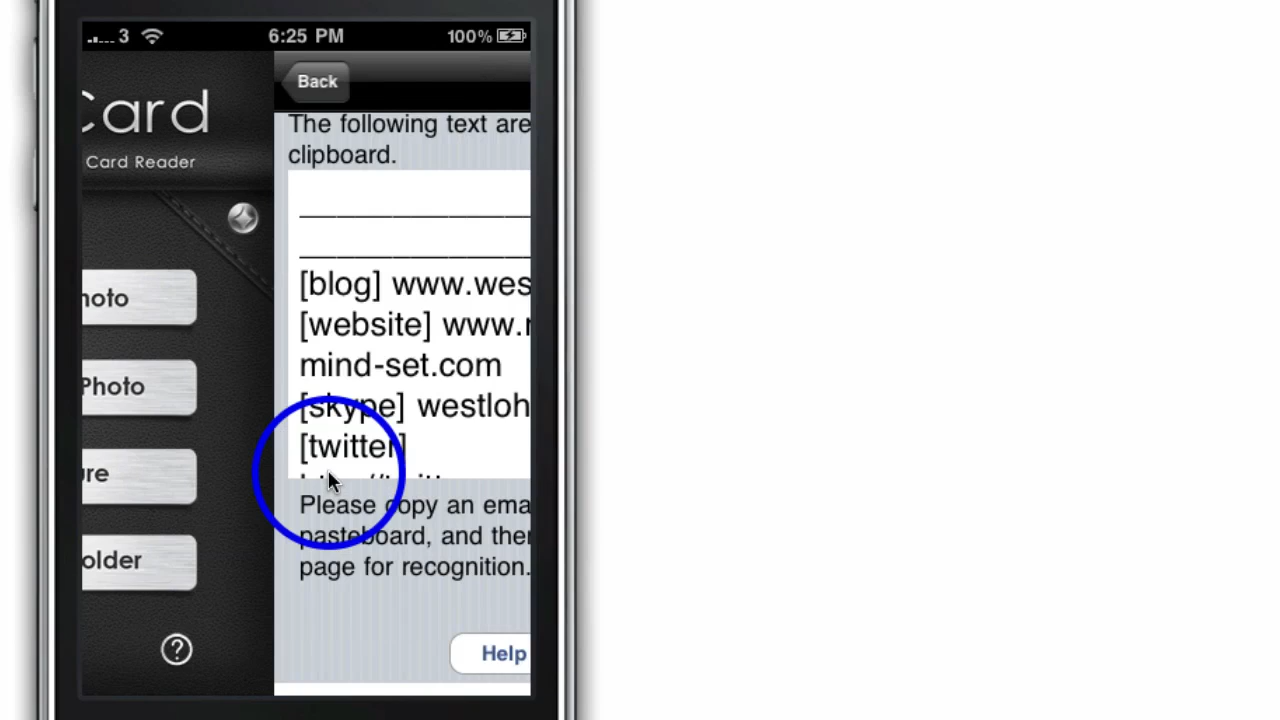 3 6:25 PM 100%
Card
Card Reader
Back
The following text are
clipboard.
[blog] www.wes
[website] www.
mind-set.com
[skype] westloh
[twitter]
Please copy an ema
pasteboard, and then
page for recognition.
hoto
Photo
ure
older
?
Help